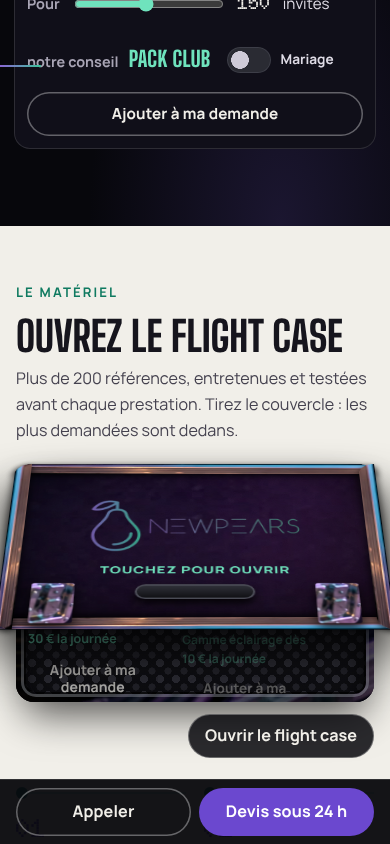 Pour 150 invités
notre conseil PACK CLUB Mariage
Ajouter à ma demande
LE MATÉRIEL
OUVREZ LE FLIGHT CASE
Plus de 200 références, entretenues et testées
avant chaque prestation. Tirez le couvercle : les
plus demandées sont dedans.
NEWPEARS
TOUCHEZ POUR OUVRIR
30 € la journée
Gamme éclairage dès
10 € la journée
Ajouter à ma
demande
Ajouter à ma
Ouvrir le flight case
Appeler
Devis sous 24 h